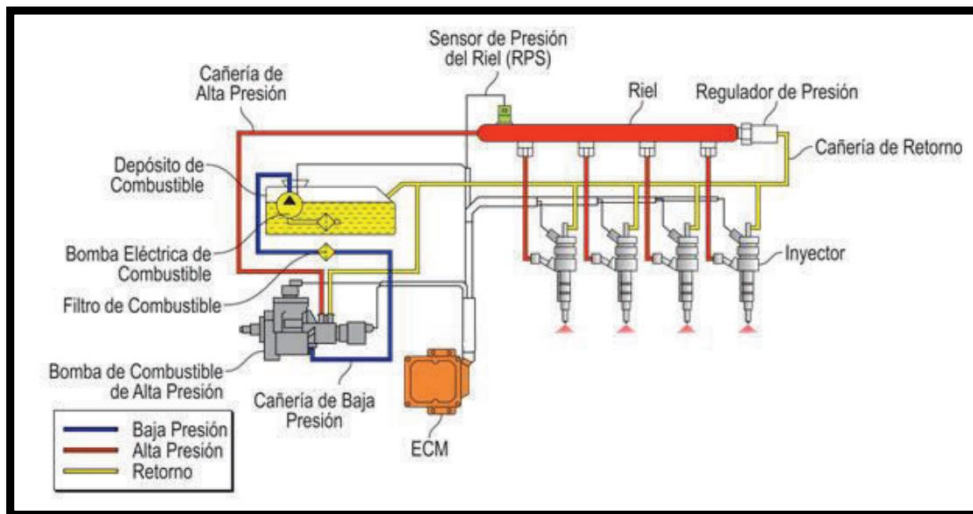 Sensor de Presión
del Riel (RPS)
Cañería de
Alta Presión
Riel
Regulador de Presión
Cañería de Retorno
Depósito de
Combustible
Bomba Eléctrica de
Combustible
Inyector
Filtro de Combustible
Bomba de Combustible
de Alta Presión
Cañería de Baja
Presión
ECM
Baja Presión
Alta Presión
Retorno